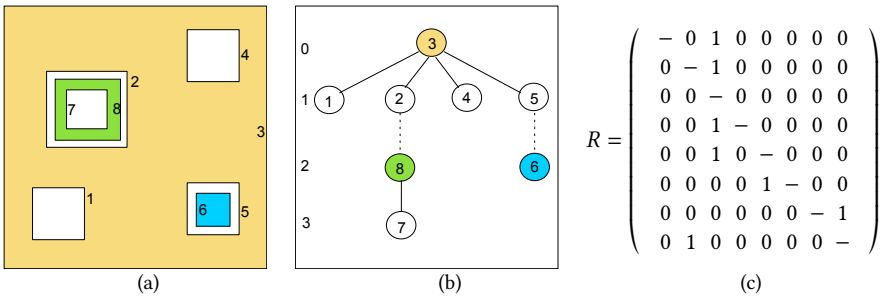 4
2
7 8
3
1
6 5
(a)
0 3
1 1 2 4 5
2 8 6
3 7
(b)
R =
− 0 1 0 0 0 0 0
0 − 1 0 0 0 0 0
0 0 − 0 0 0 0 0
0 0 1 − 0 0 0 0
0 0 1 0 − 0 0 0
0 0 0 0 1 − 0 0
0 0 0 0 0 0 − 1
0 1 0 0 0 0 0 −
(c)